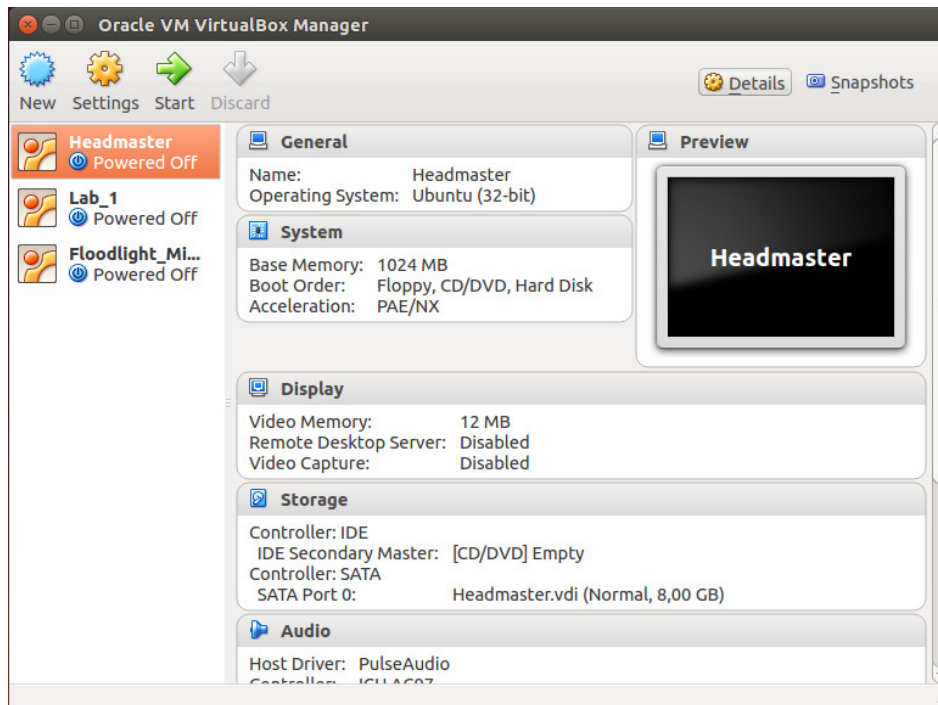 Oracle VM VirtualBox Manager
New Settings Start Discard
Details Snapshots
Headmaster
Powered Off
Lab_1
Powered Off
Floodlight_Mi...
Powered Off
General
Name: Headmaster
Operating System: Ubuntu (32-bit)
System
Base Memory: 1024 MB
Boot Order: Floppy, CD/DVD, Hard Disk
Acceleration: PAE/NX
Preview
Headmaster
Display
Video Memory: 12 MB
Remote Desktop Server: Disabled
Video Capture: Disabled
Storage
Controller: IDE
IDE Secondary Master: [CD/DVD] Empty
Controller: SATA
SATA Port 0: Headmaster.vdi (Normal, 8,00 GB)
Audio
Host Driver: PulseAudio
Controller: ICH AC97